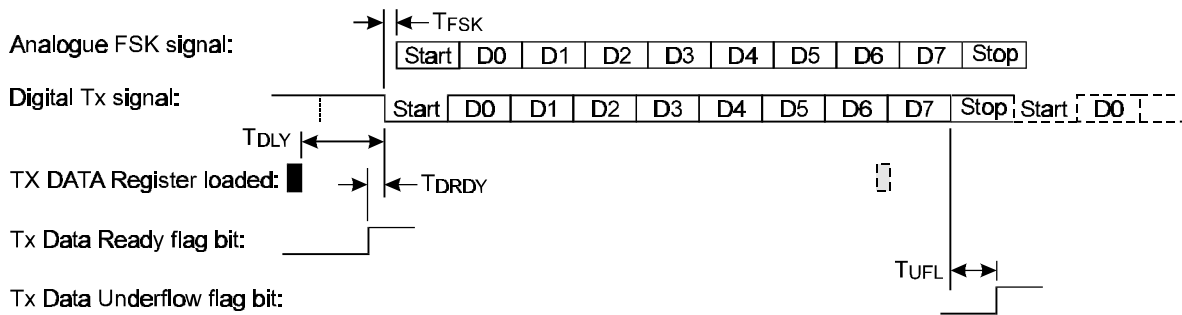 TFSK
Analogue FSK signal: Start D0 D1 D2 D3 D4 D5 D6 D7 Stop
Digital Tx signal: Start D0 D1 D2 D3 D4 D5 D6 D7 Stop Start D0
TDLY
TX DATA Register loaded: TDRDY
Tx Data Ready flag bit:
TUFL
Tx Data Underflow flag bit: